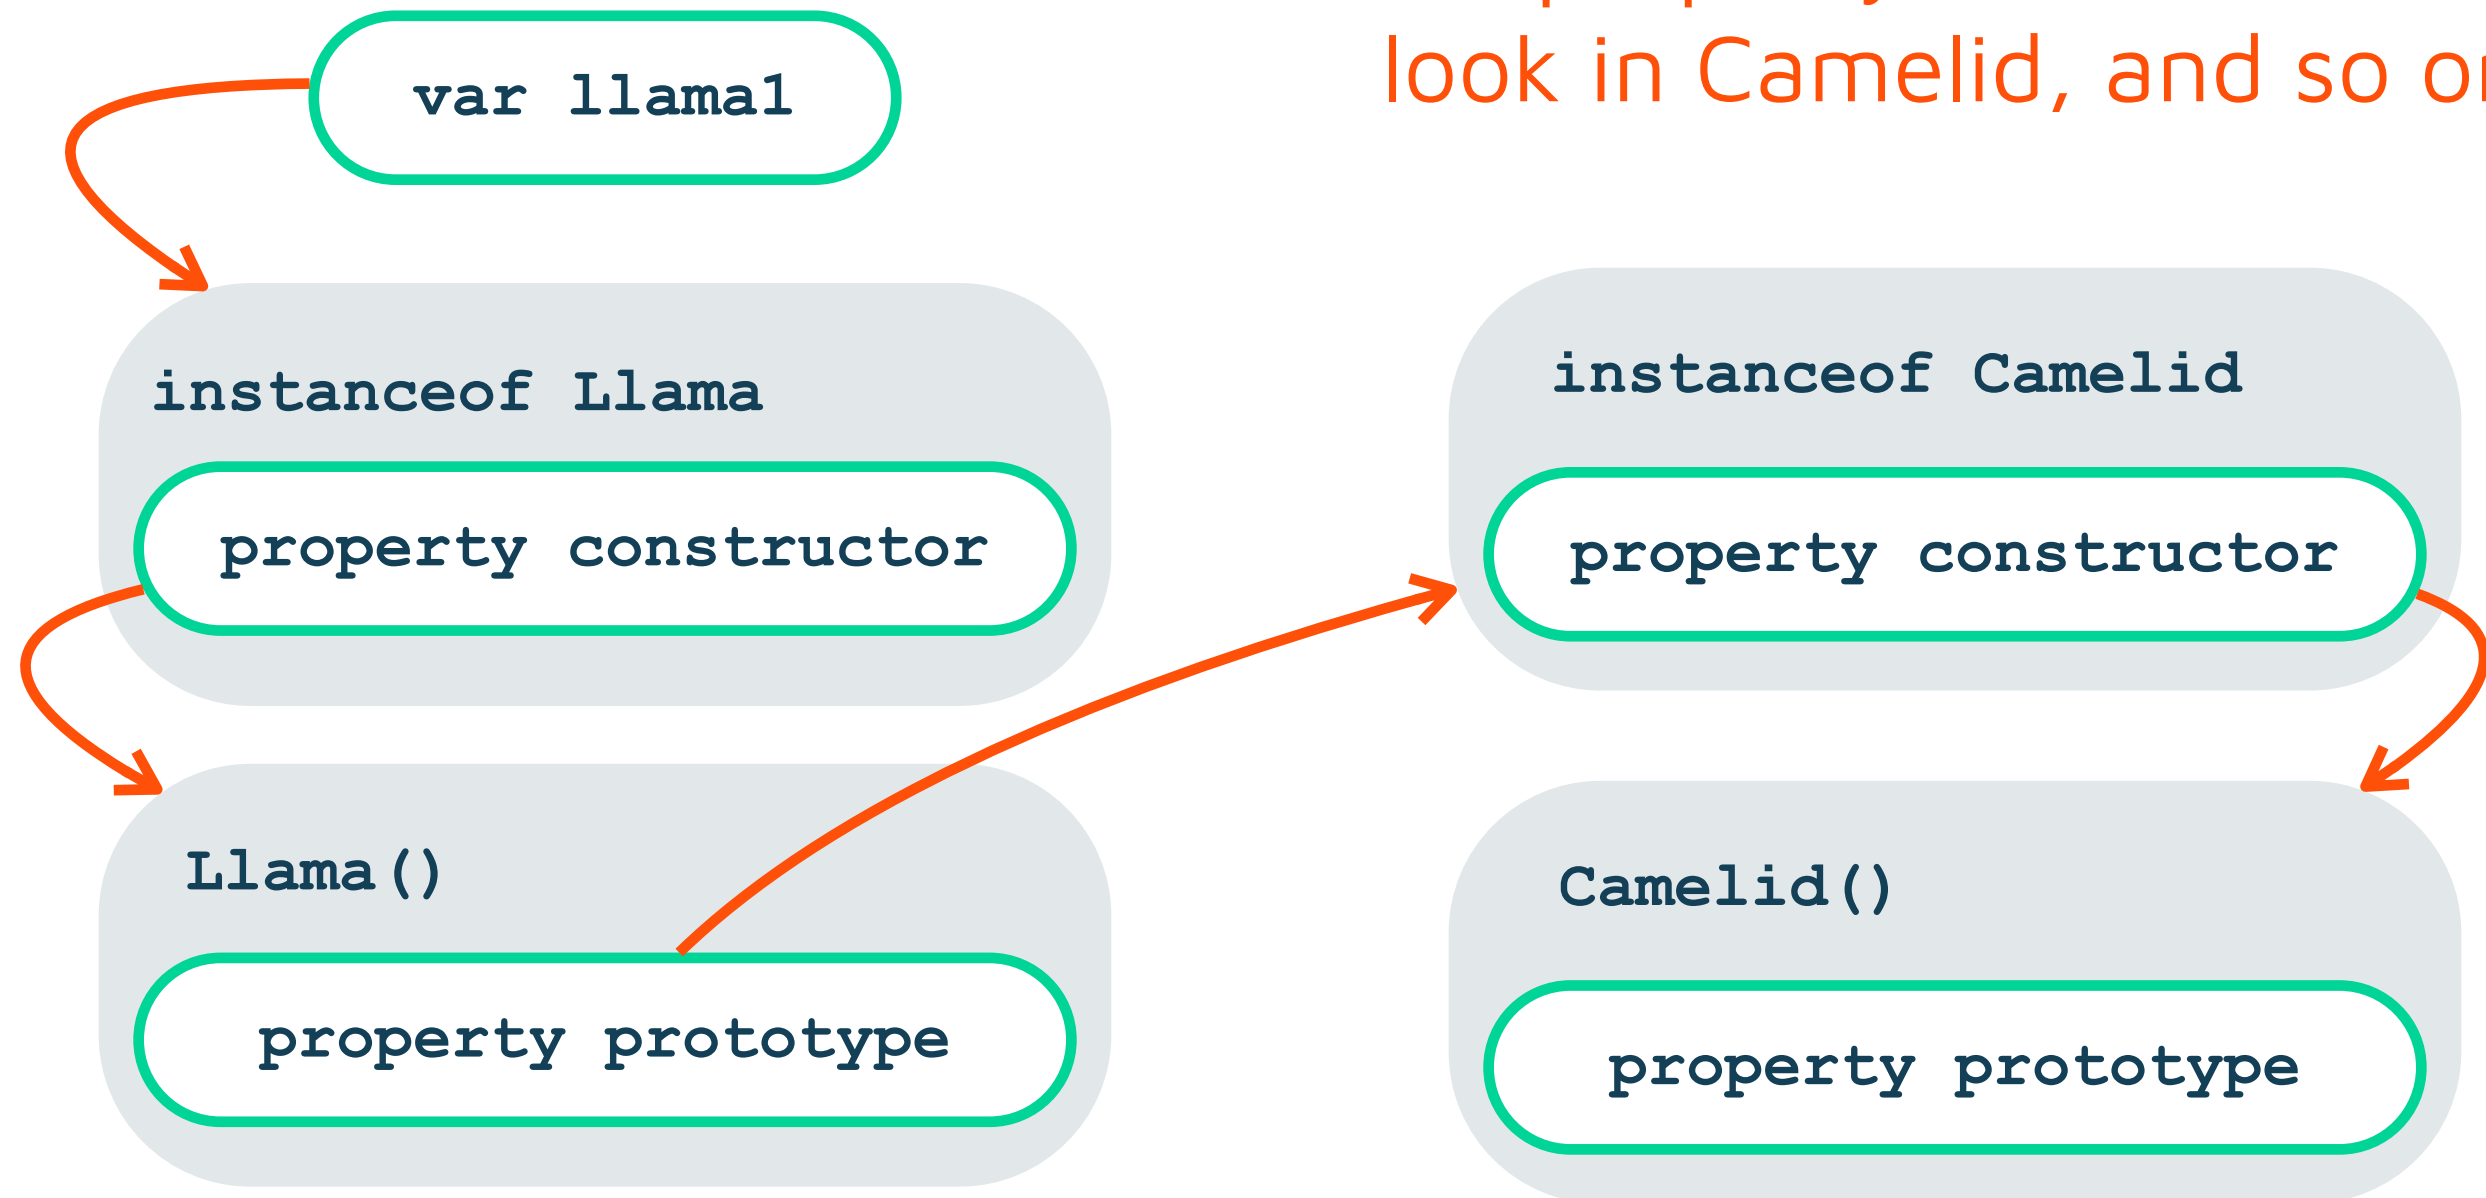 look in Camelid, and so
var llama1
instanceof Llama
property constructor
Llama()
property prototype
instanceof Camelid
property constructor
Camelid()
property prototype